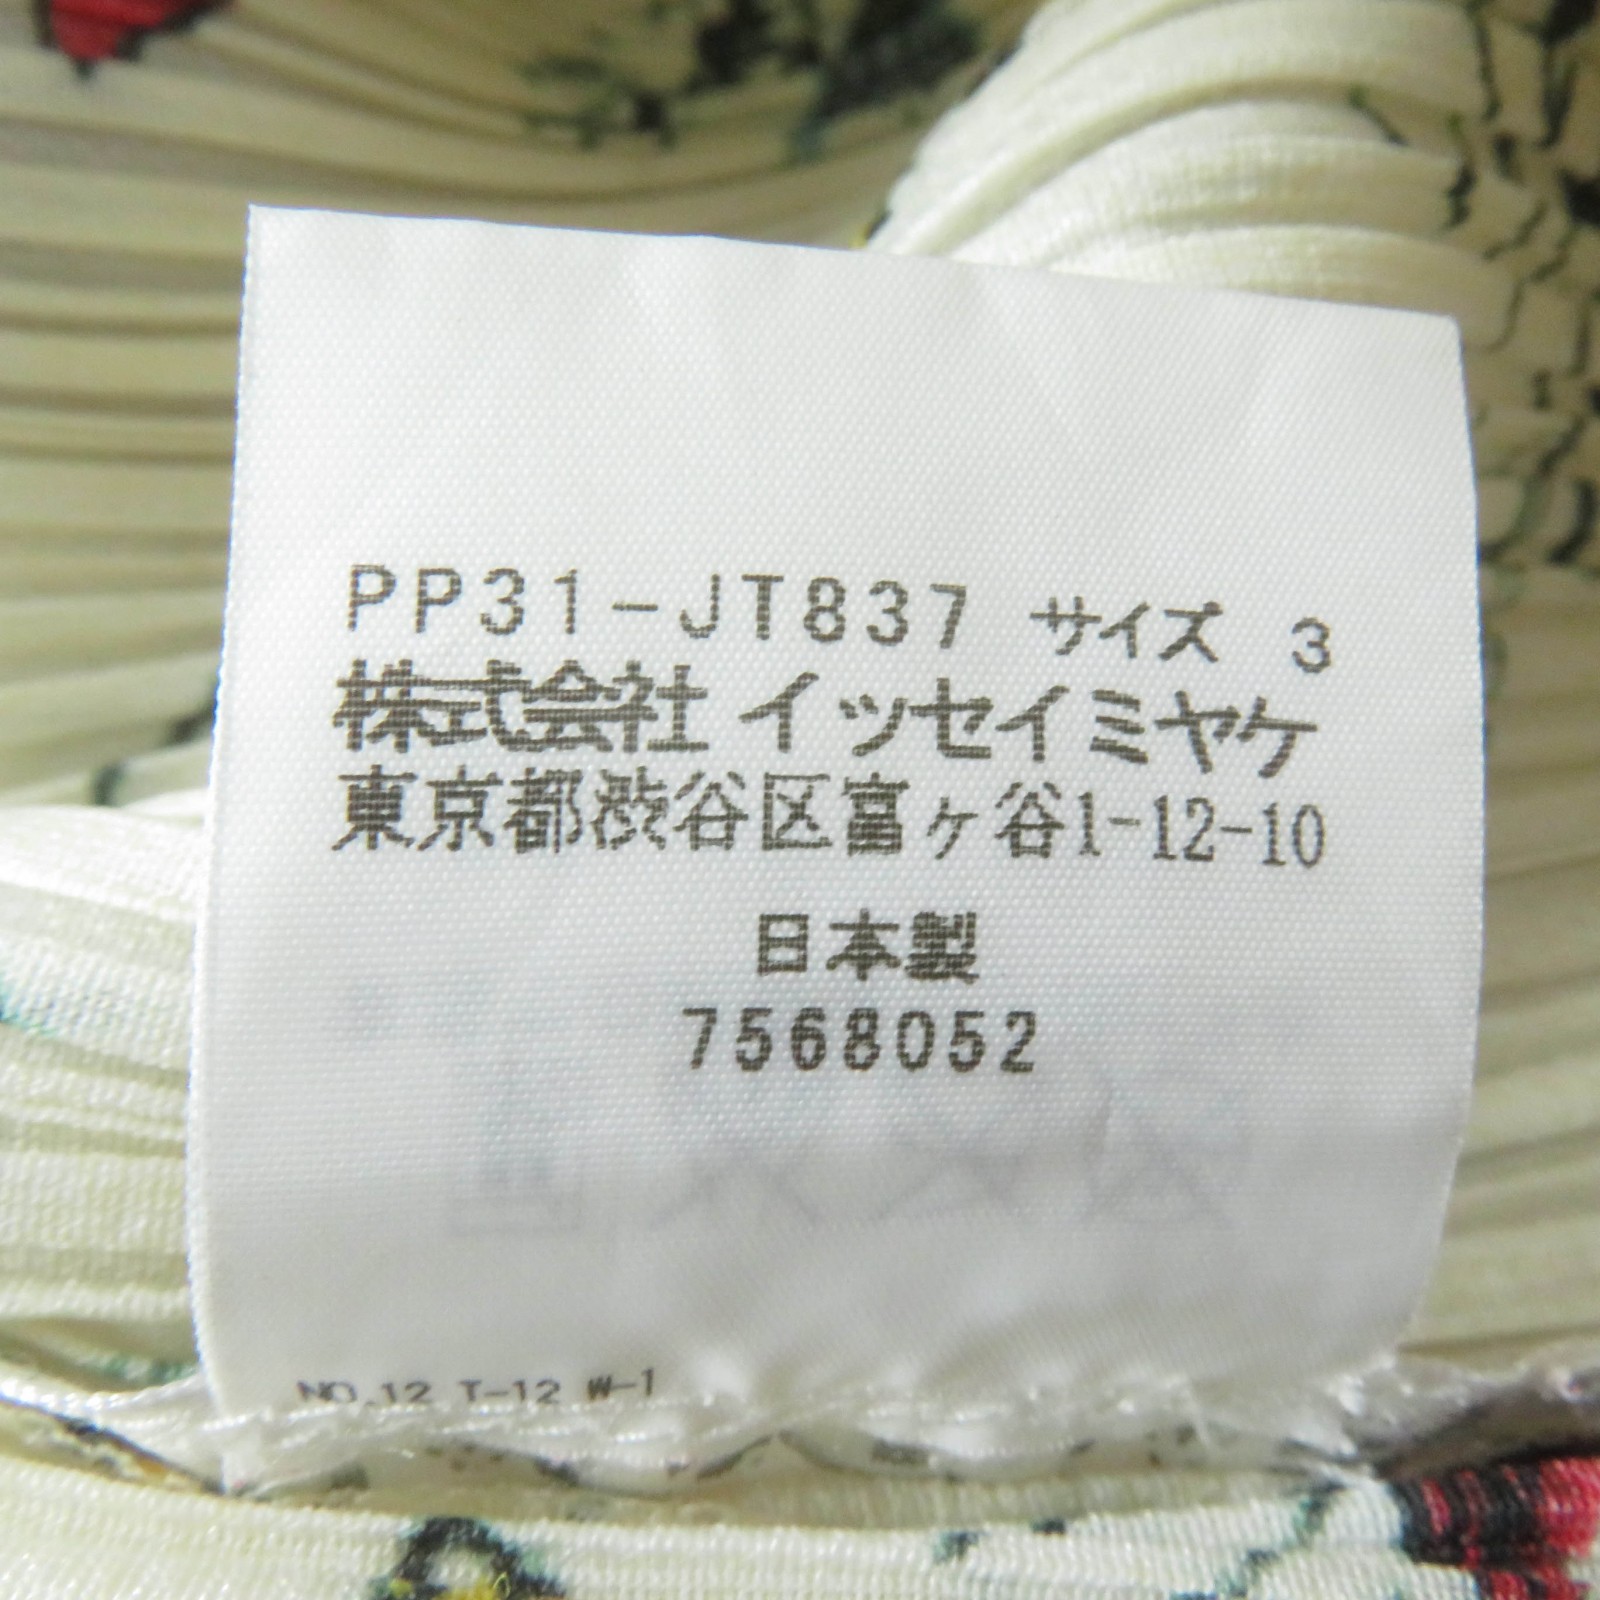 PP31-JT837 サイズ 3
株式会社 イッセイミヤケ
東京都渋谷区富ヶ谷1-12-10
日本製
7568052
NO.12 T-12 W-1